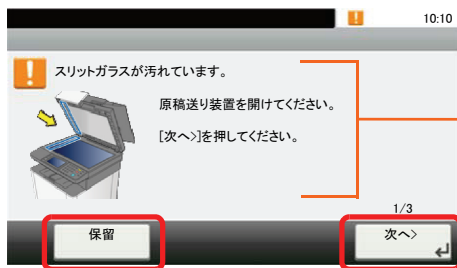 10:10
スリットガラスが汚れています。
原稿送り装置を開けてください。
[次へ>]を押してください。
1/3
保留
次へ>